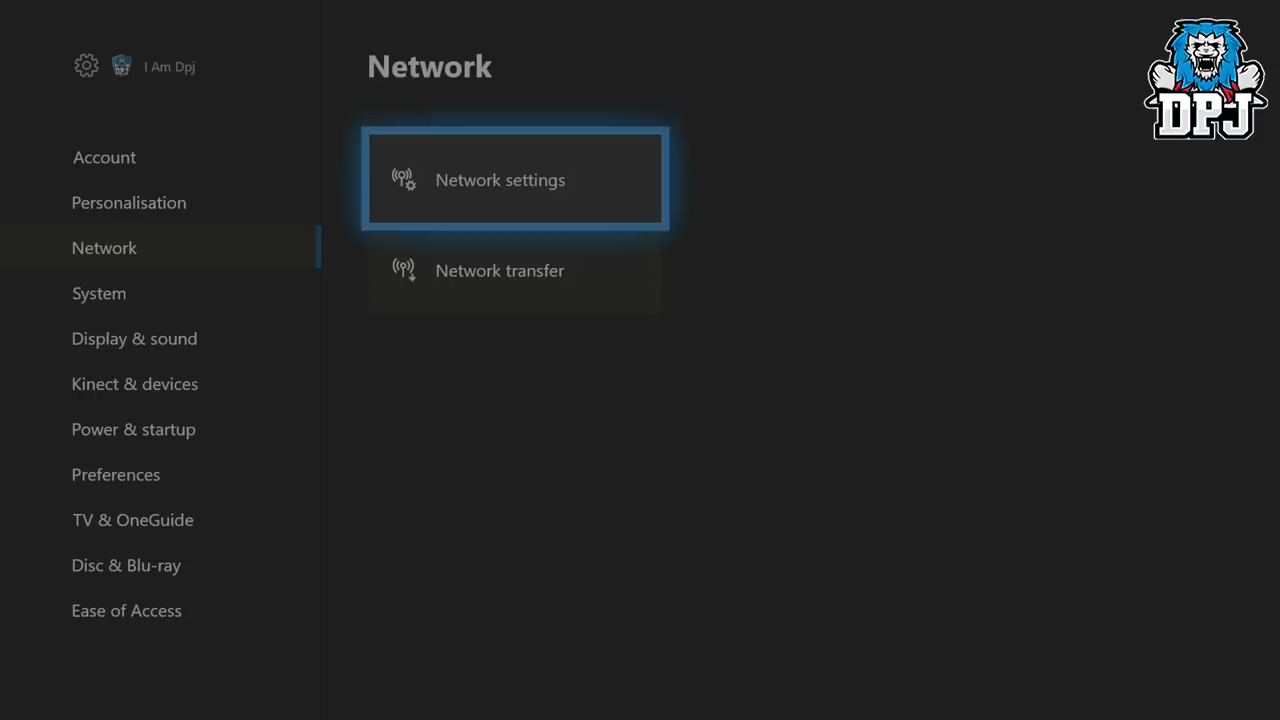 DPJ
I Am Dpj
Network
DPJ
Account
Network settings
Personalisation
Network
Network transfer
System
Display & sound
Kinect & devices
Power & startup
Preferences
TV & OneGuide
Disc & Blu-ray
Ease of Access